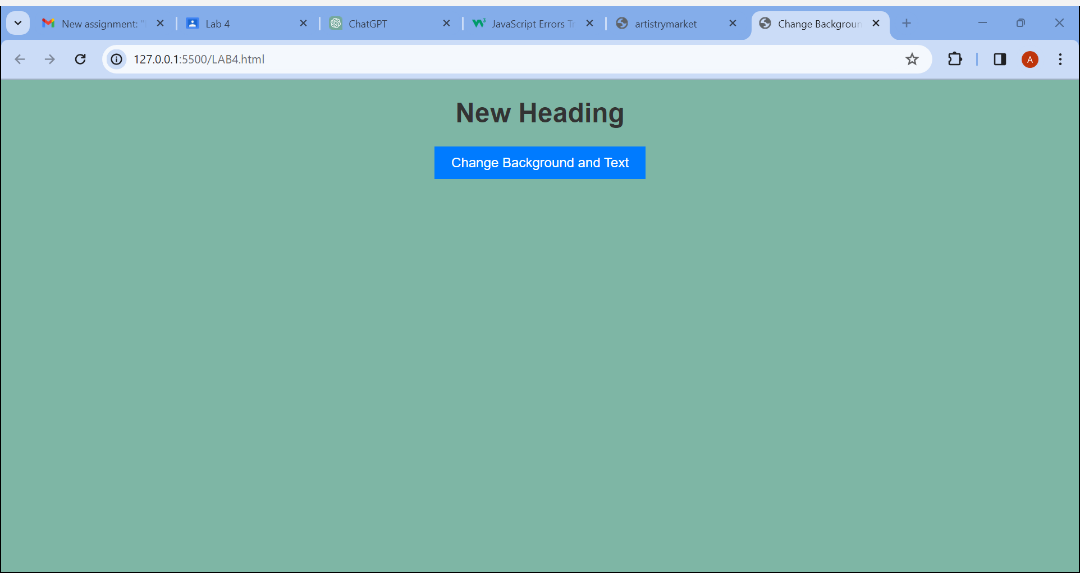 New assignment: "
Lab 4
ChatGPT
JavaScript Errors Tr
artistrymarket
Change Backgroun
127.0.0.1:5500/LAB4.html
A
New Heading
Change Background and Text